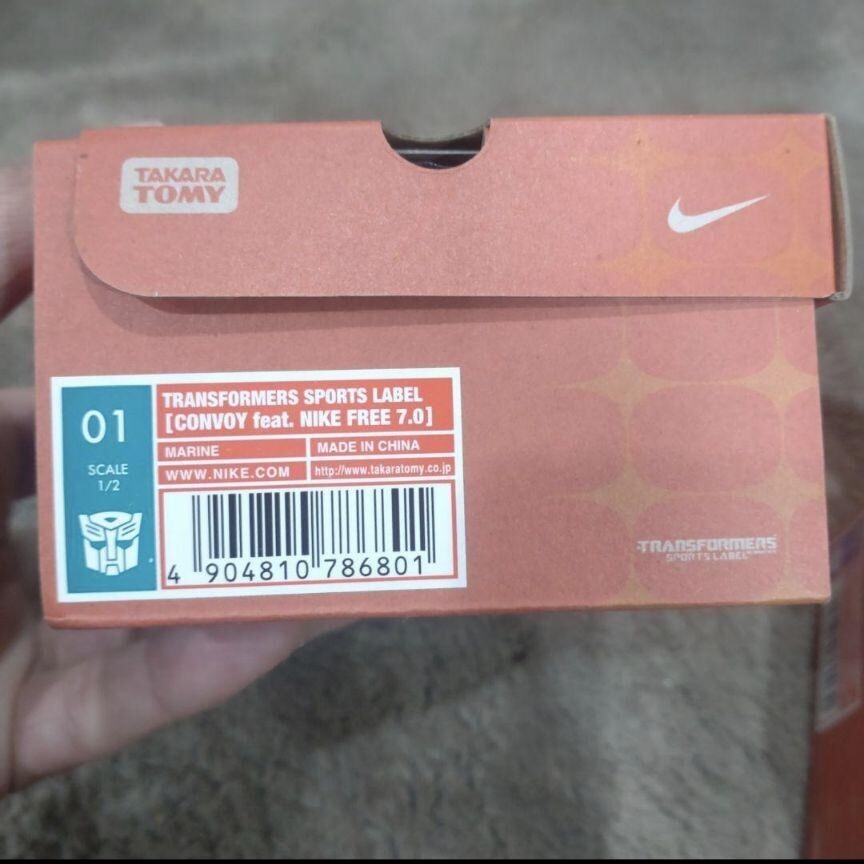 TAKARA
TOMY
01
SCALE
1/2
TRANSFORMERS SPORTS LABEL
[CONVOY feat. NIKE FREE 7.0]
MARINE
MADE IN CHINA
WWW.NIKE.COM
http://www.takaratomy.co.jp
4 904810 786801
TRANSFORMERS
SPORTS LABEL